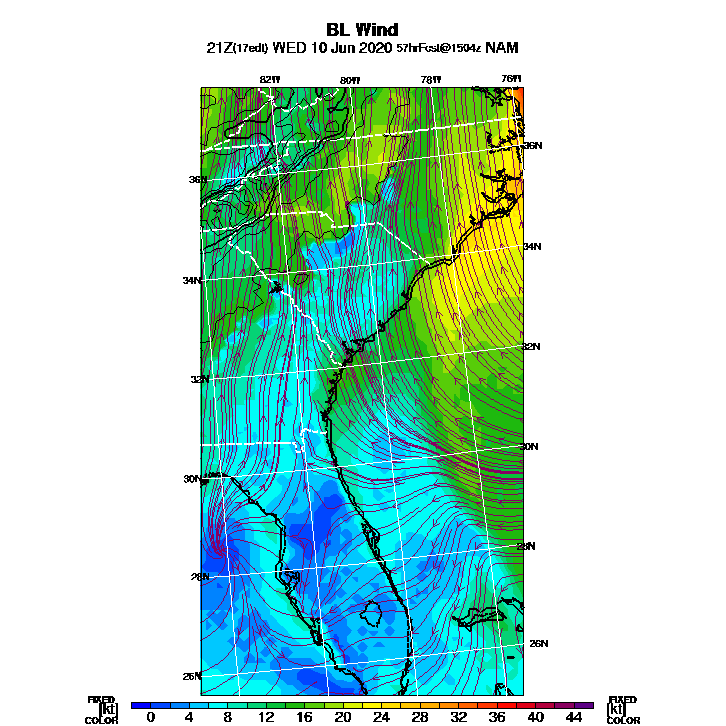 BL Wind
21Z(17edt) WED 10 Jun 2020 57hrFcst@1504z NAM
82W 80W 78W 76W
36N 36N
34N 34N
32N 32N
30N 30N
28N 28N
26N 26N
FIXED FIXED
[kt] 0 4 8 12 16 20 24 28 32 36 40 44 [kt]
COLOR COLOR